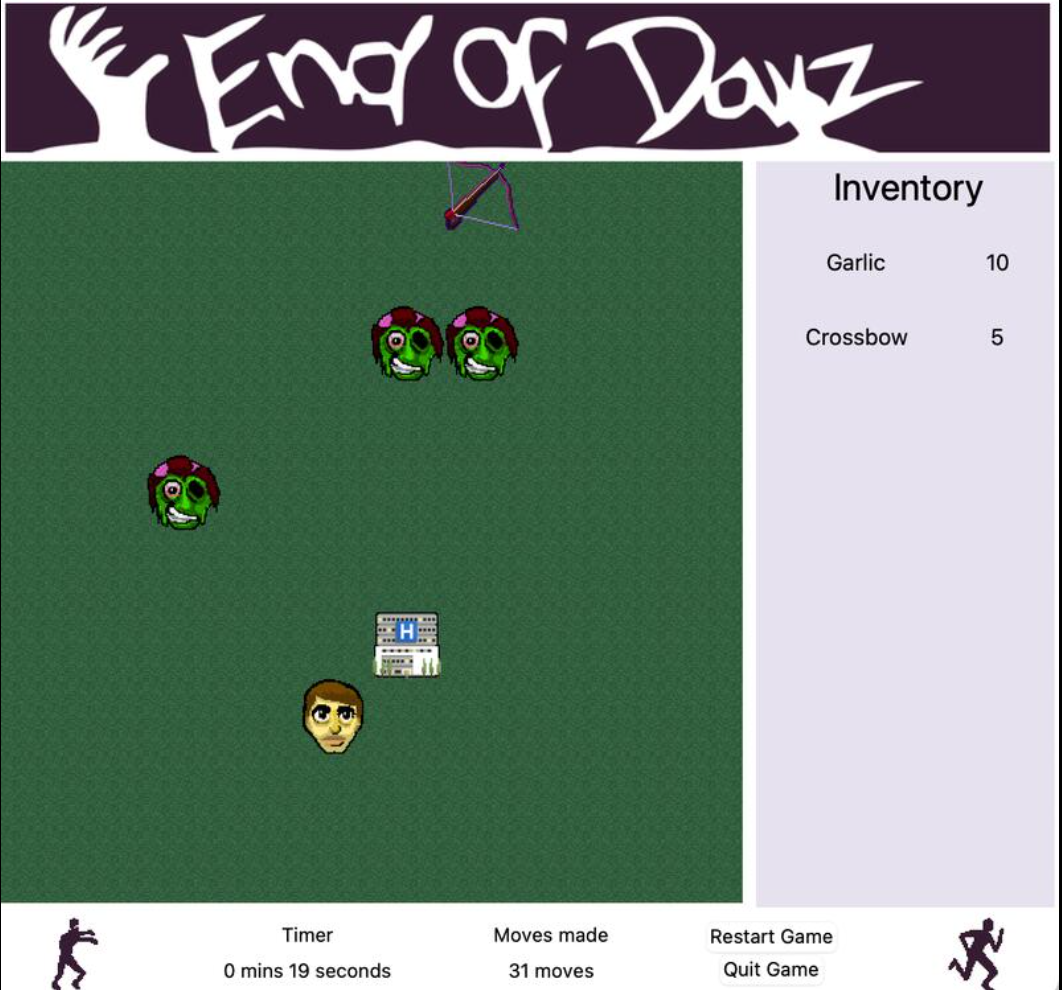 End of Dayz
Inventory
Garlic 10
Crossbow 5
H
Timer Moves made Restart Game
0 mins 19 seconds 31 moves Quit Game